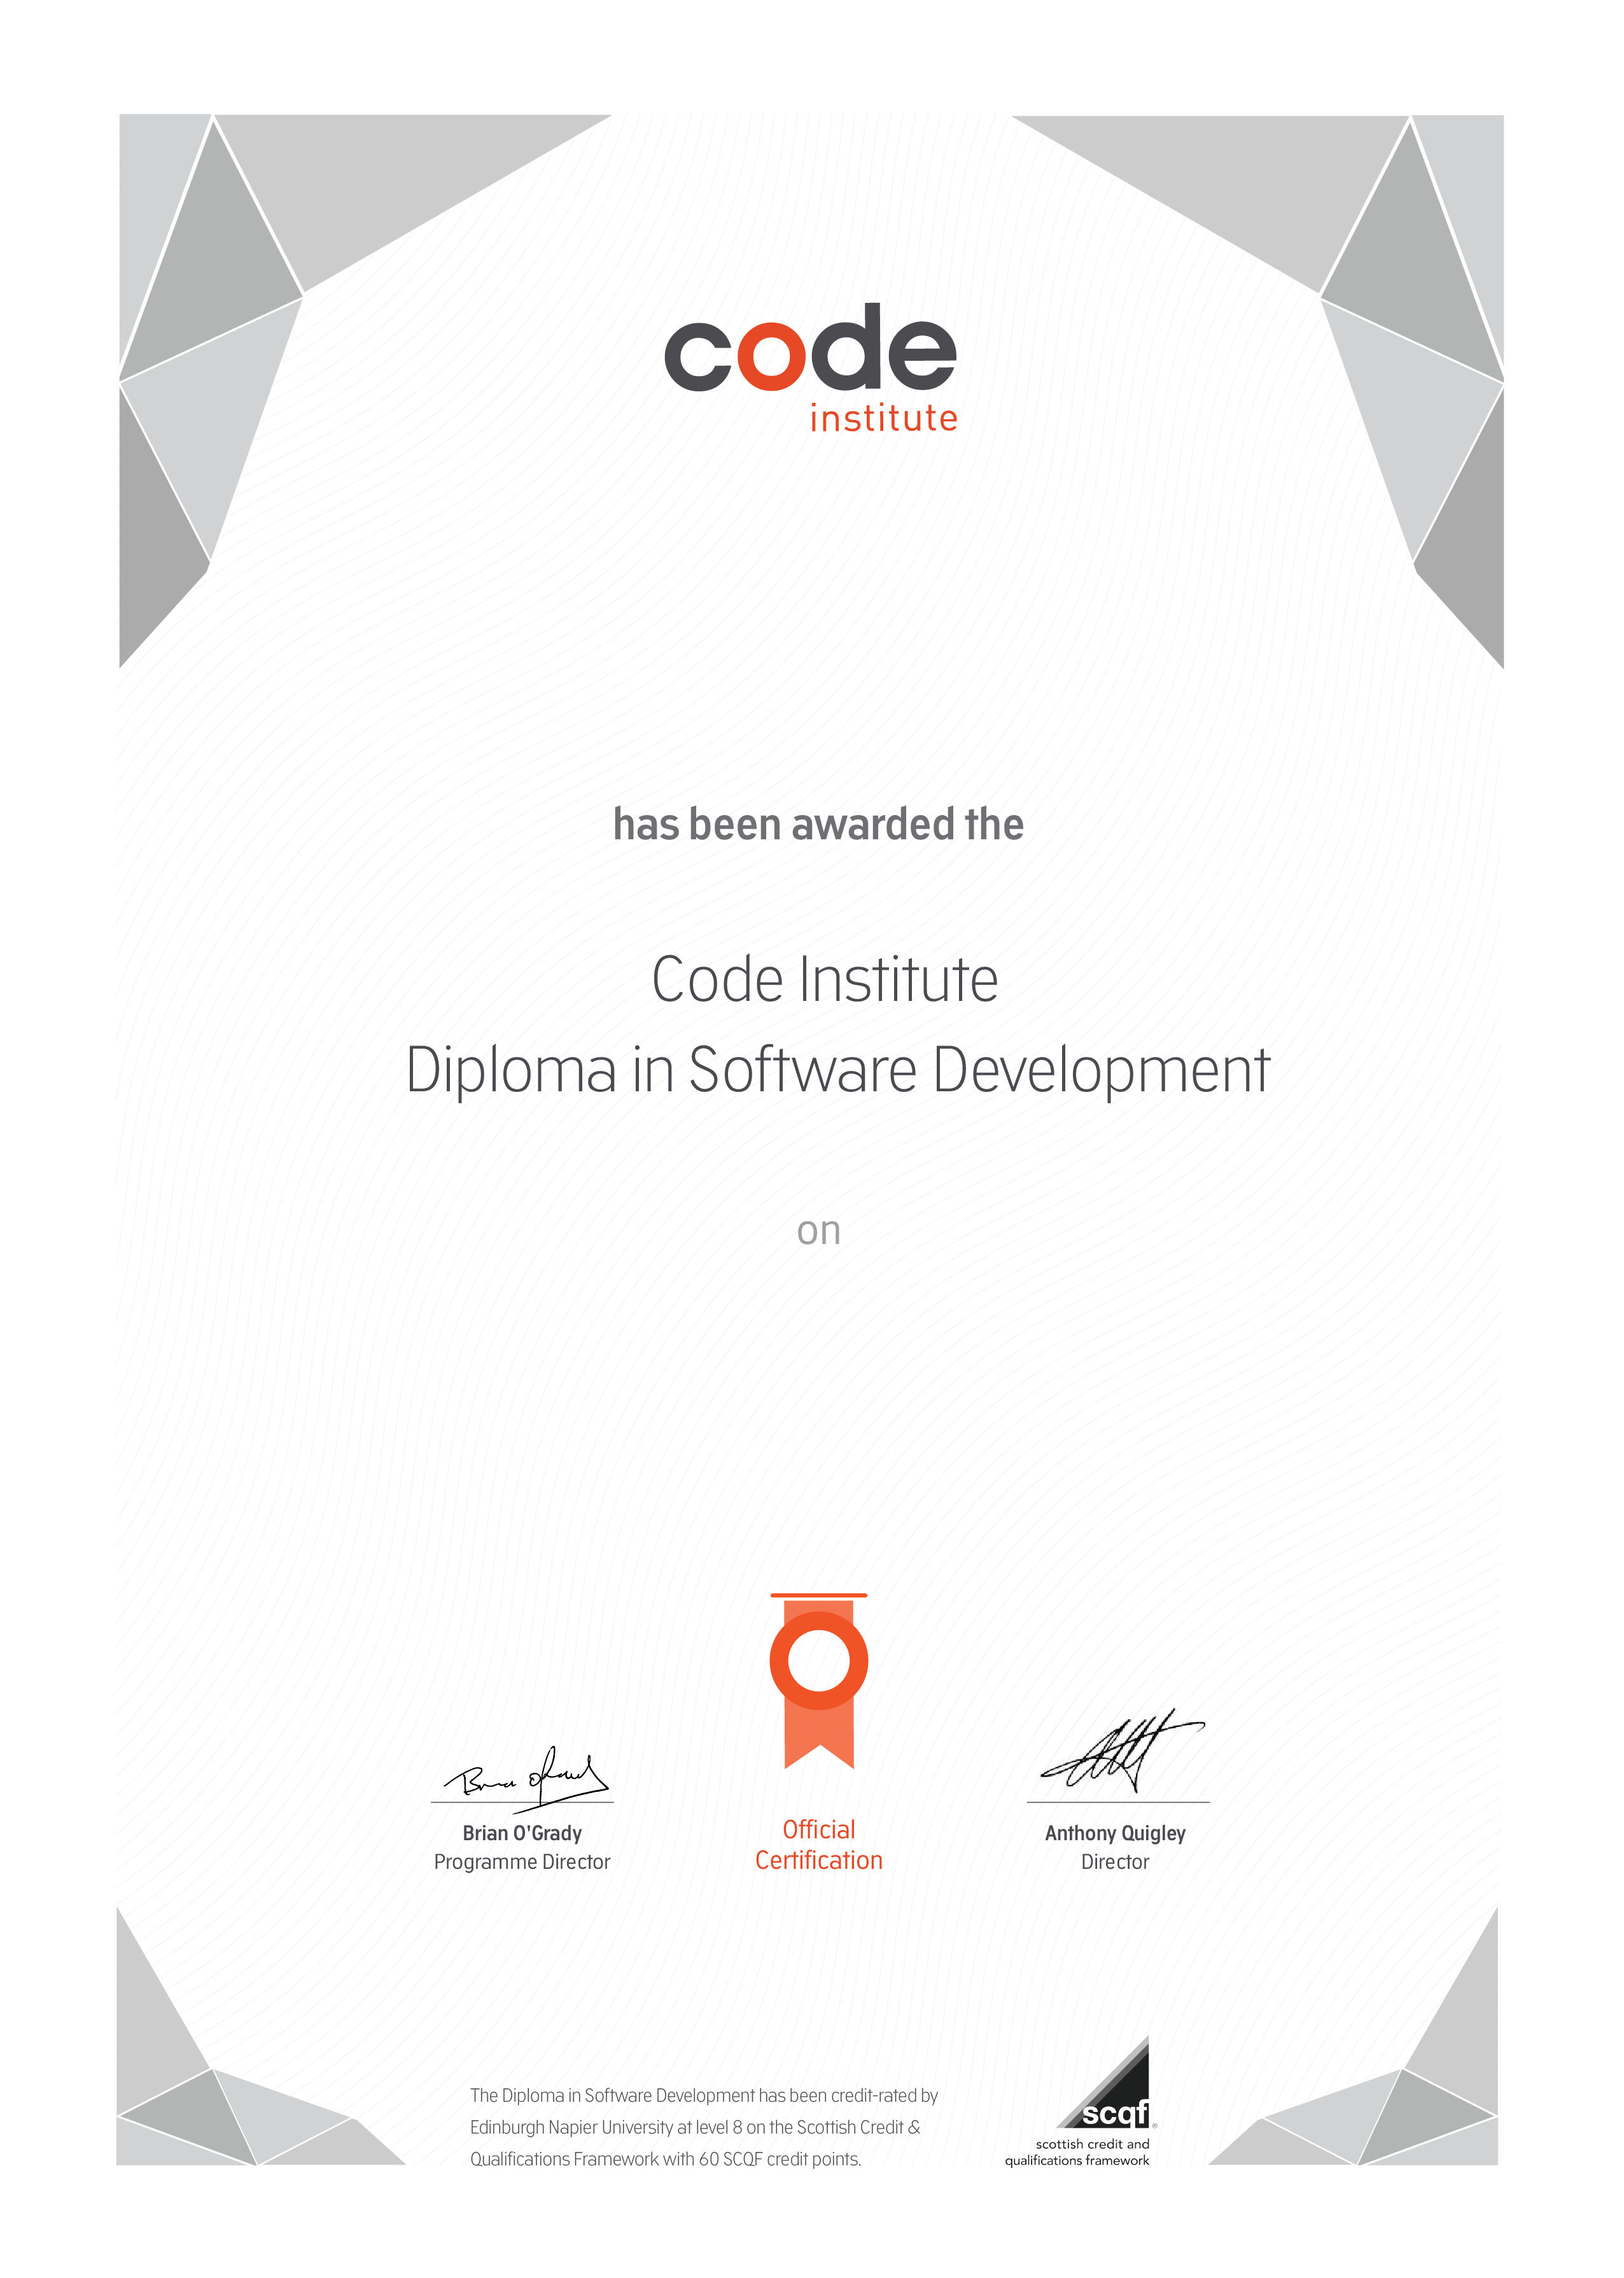 code
institute
has been awarded the
Code Institute
Diploma in Software Development
on
Brian O'Grady
Programme Director
Official
Certification
Anthony Quigley
Director
The Diploma in Software Development has been credit-rated by
Edinburgh Napier University at level 8 on the Scottish Credit &
Qualifications Framework with 60 SCQF credit points.
scqf®
scottish credit and
qualifications framework